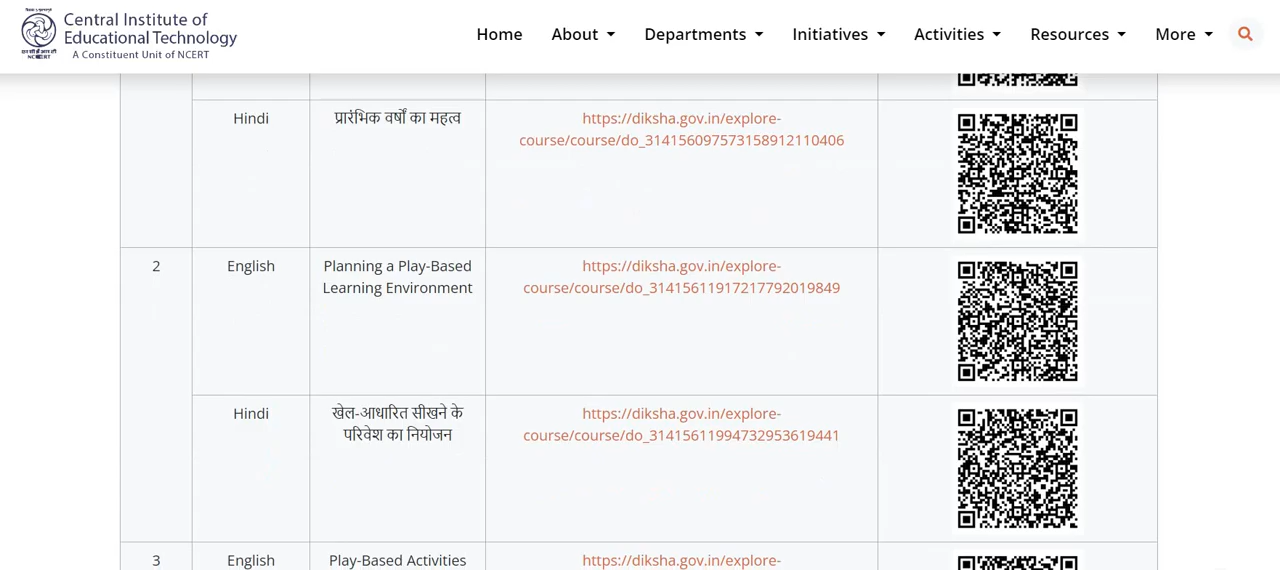 Central Institute of
Educational Technology
A Constituent Unit of NCERT
Home About Departments Initiatives Activities Resources More
Hindi प्रारंभिक वर्षों का महत्व https://diksha.gov.in/explore-
course/course/do_314156097573158912110406
2 English Planning a Play-Based https://diksha.gov.in/explore-
Learning Environment course/course/do_31415611917217792019849
Hindi खेल-आधारित सीखने के https://diksha.gov.in/explore-
परिवेश का नियोजन course/course/do_31415611994732953619441
3 English Play-Based Activities https://diksha.gov.in/explore-